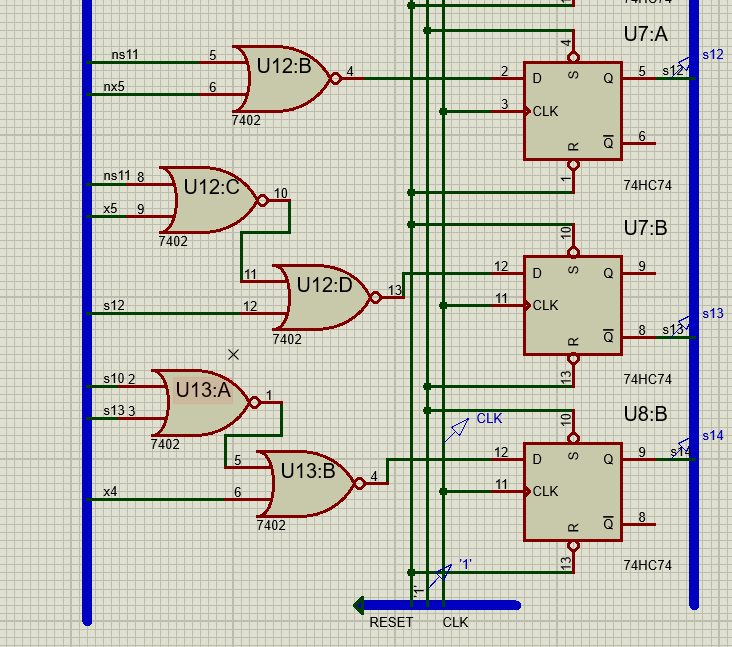 74HC74
U7:A
ns11 5 U12:B 4
nx5 6
7402
4 S
2 D Q 5 s12 s12
3 CLK
R Q 6
1
74HC74
ns11 8 U12:C 10
x5 9
7402
U7:B
10 S
11 U12:D 13
s12 12
7402
12 D Q 9
11 CLK
R Q 8 s13 s13
13
74HC74
s10 2 U13:A 1
s13 3
7402
CLK
U8:B
10 S
5 U13:B 4
x4 6
7402
12 D Q 9 s14 s14
11 CLK
R Q 8
13
74HC74
'1' '1'
RESET CLK